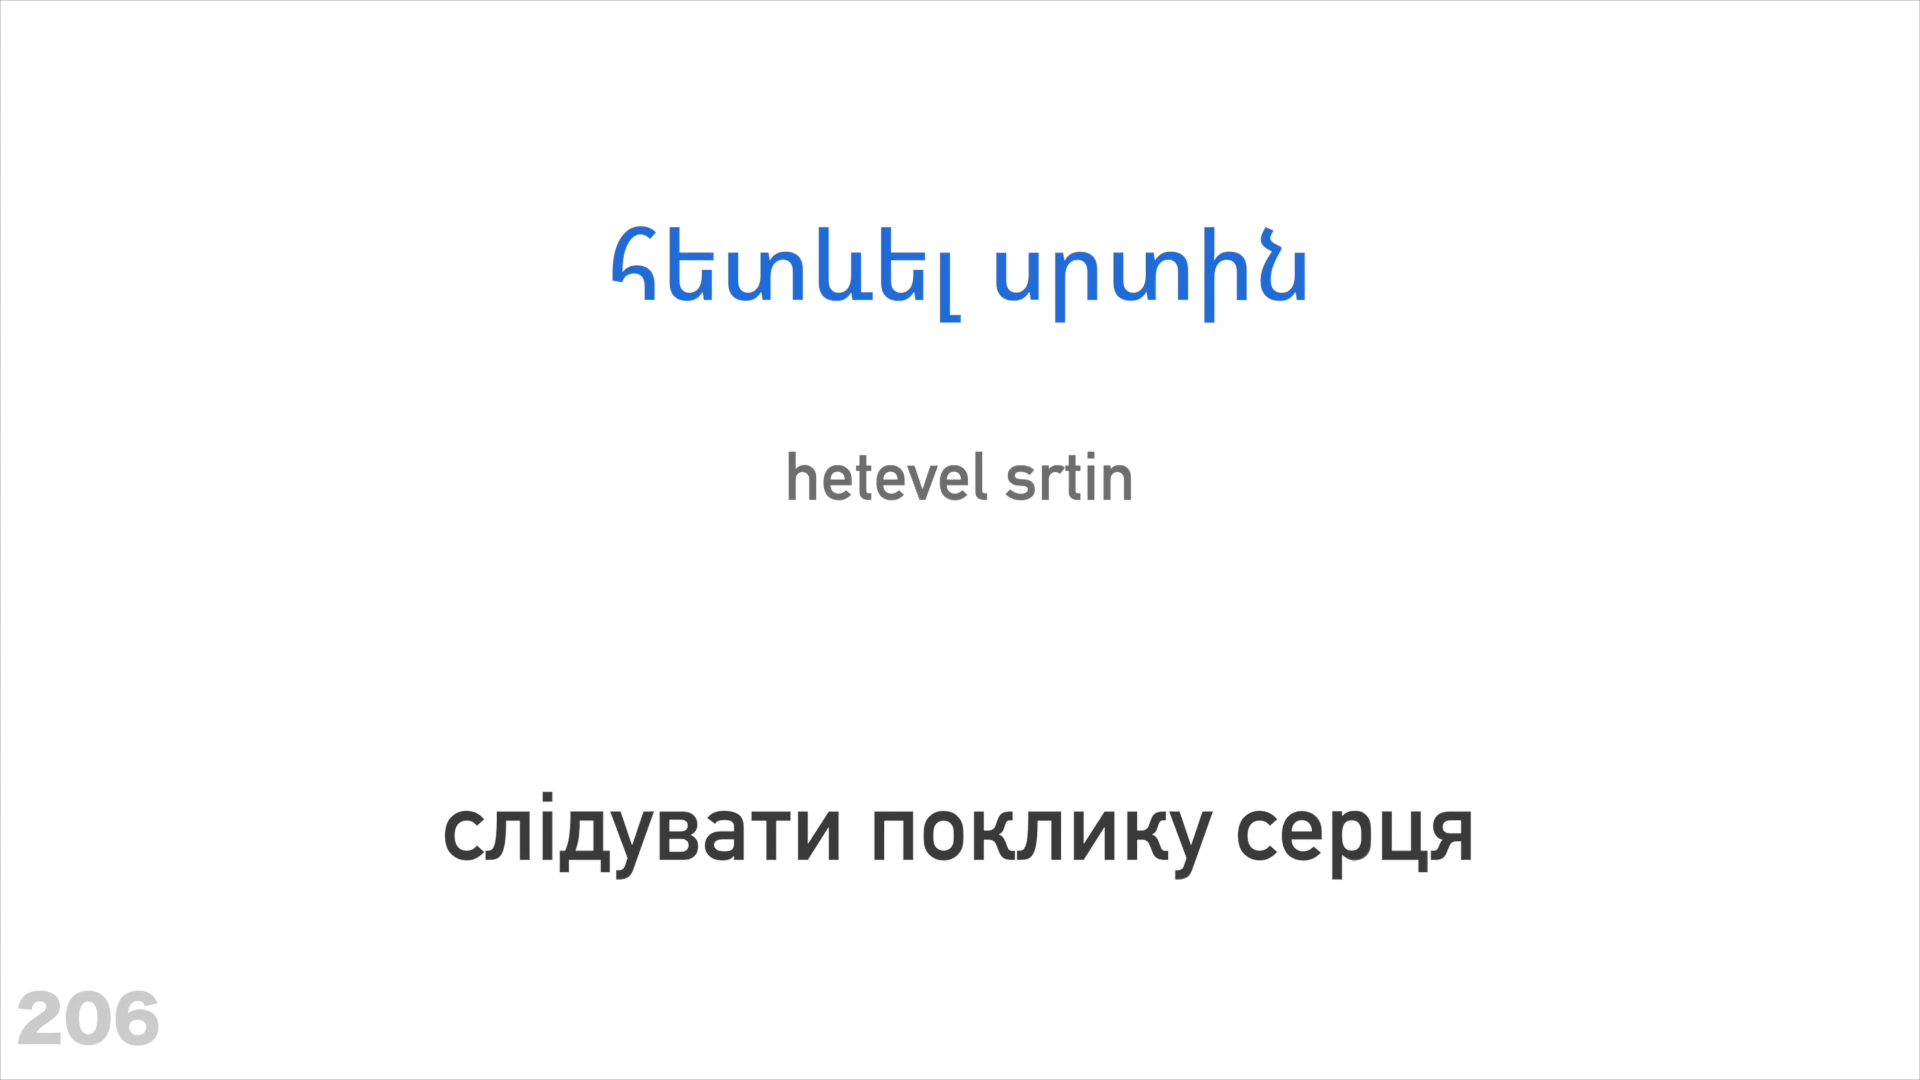 հետևել սրտին
hetevel srtin
слідувати поклику серця
206